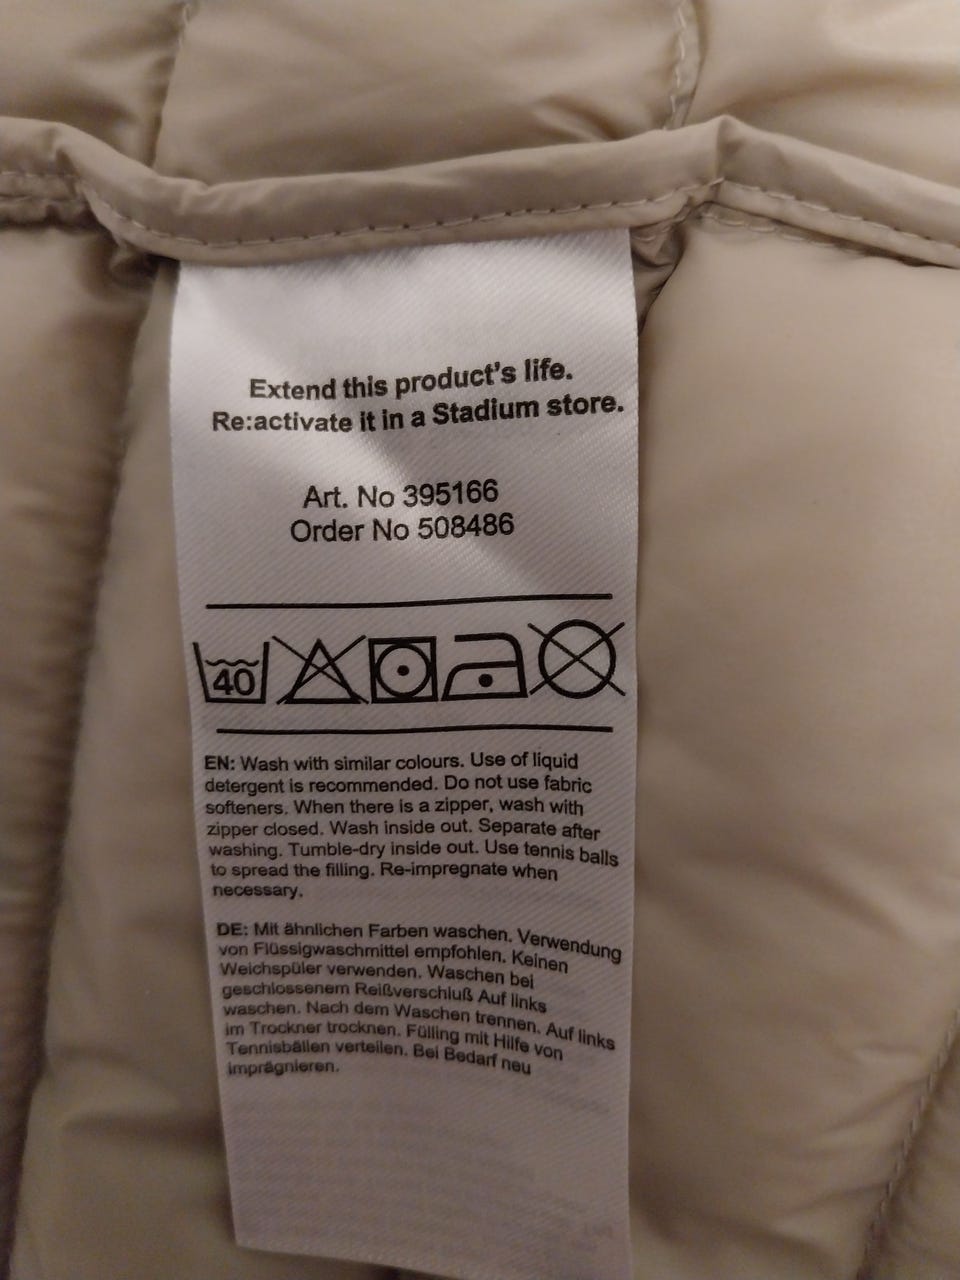 Extend this product's life.
Re:activate it in a Stadium store.
Art. No 395166
Order No 508486
40
EN: Wash with similar colours. Use of liquid
detergent is recommended. Do not use fabric
softeners. When there is a zipper, wash with
zipper closed. Wash inside out. Separate after
washing. Tumble-dry inside out. Use tennis balls
to spread the filling. Re-impregnate when
necessary.
DE: Mit ähnlichen Farben waschen. Verwendung
von Flüssigwaschmittel empfohlen. Keinen
Weichspüler verwenden. Waschen bei
geschlossenem Reißverschluß Auf links
waschen. Nach dem Waschen trennen. Auf links
im Trockner trocknen. Fülling mit Hilfe von
Tennisbällen verteilen. Bei Bedarf neu
imprägnieren.